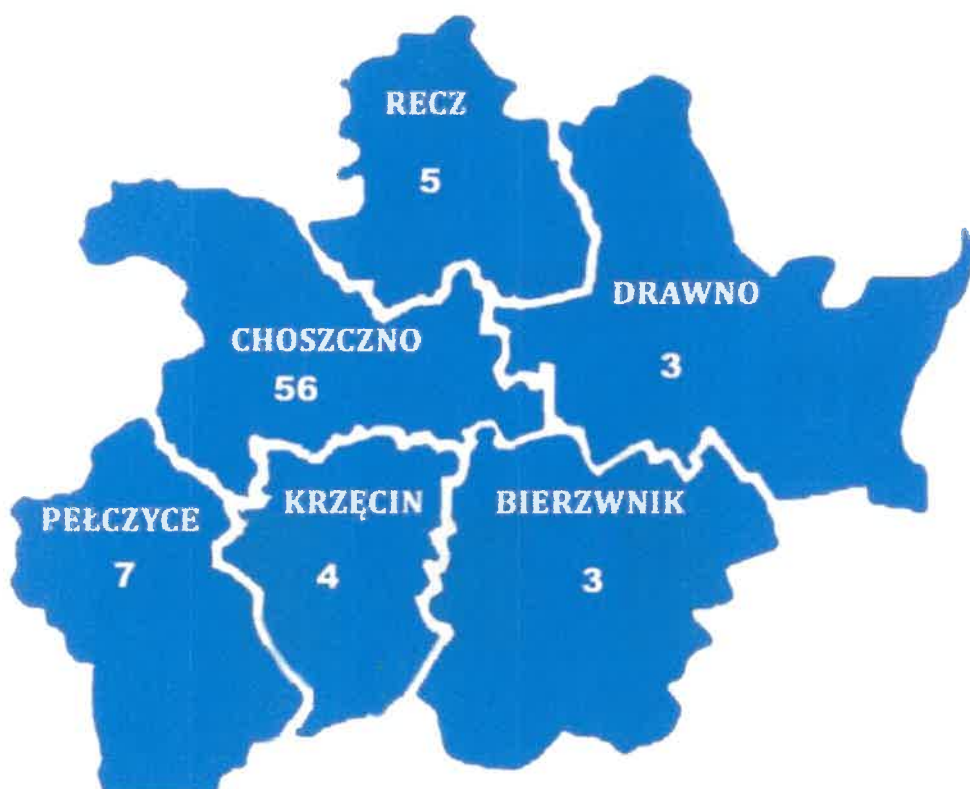 RECZ
5
DRAWNO
3
CHOSZCZNO
56
PEŁCZYCE
7
KRZĘCIN
4
BIERZWNIK
3